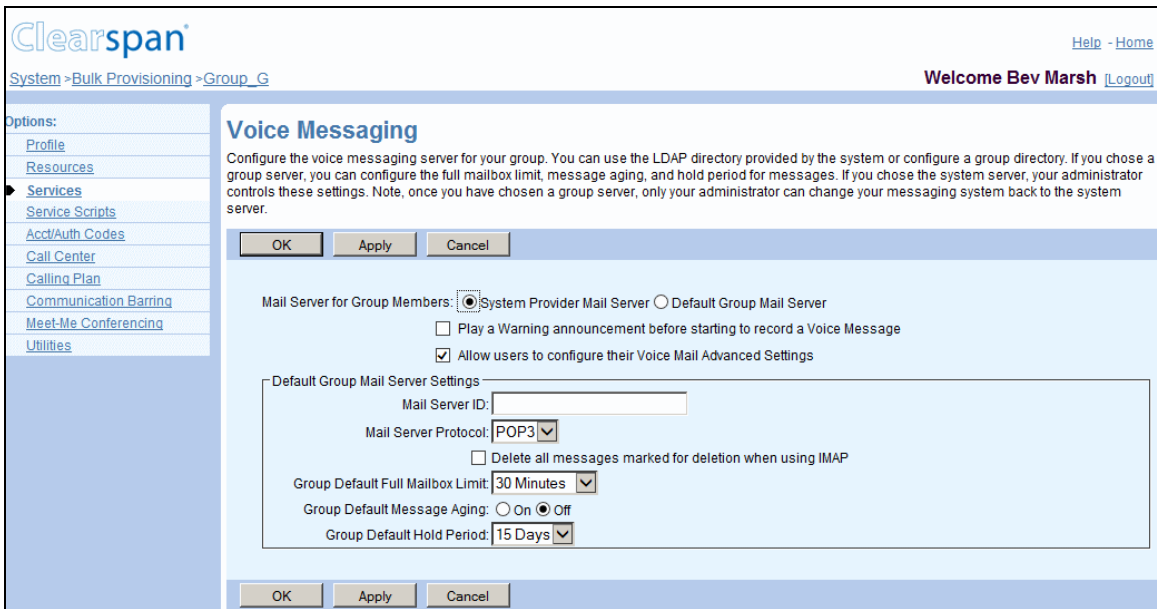 Clearspan®
Help - Home
System >Bulk Provisioning >Group_G
Welcome Bev Marsh [Logout]
Options:
Profile
Resources
Services
Service Scripts
Acct/Auth Codes
Call Center
Calling Plan
Communication Barring
Meet-Me Conferencing
Utilities
Voice Messaging
Configure the voice messaging server for your group. You can use the LDAP directory provided by the system or configure a group directory. If you chose a
group server, you can configure the full mailbox limit, message aging, and hold period for messages. If you chose the system server, your administrator
controls these settings. Note, once you have chosen a group server, only your administrator can change your messaging system back to the system
server.
OK Apply Cancel
Mail Server for Group Members: System Provider Mail Server Default Group Mail Server
Play a Warning announcement before starting to record a Voice Message
Allow users to configure their Voice Mail Advanced Settings
Default Group Mail Server Settings
Mail Server ID:
Mail Server Protocol: POP3
Delete all messages marked for deletion when using IMAP
Group Default Full Mailbox Limit: 30 Minutes
Group Default Message Aging: On Off
Group Default Hold Period: 15 Days
OK Apply Cancel